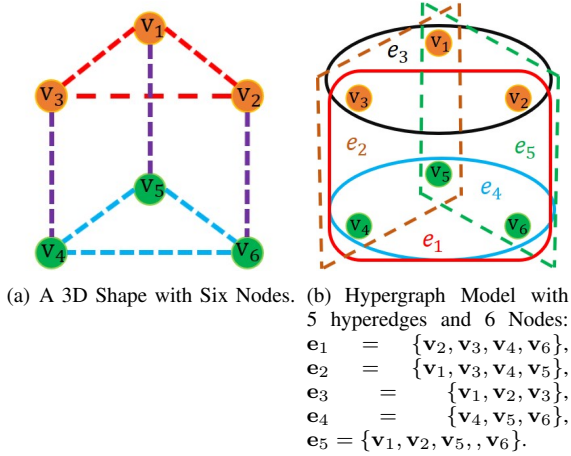 v1
v3
v2
v5
v4
v6
e3
v1
v3
v2
e2
e5
v5
e4
v4
v6
e1
(a) A 3D Shape with Six Nodes.
(b) Hypergraph Model with
5 hyperedges and 6 Nodes:
e1 = {v2, v3, v4, v6},
e2 = {v1, v3, v4, v5},
e3 = {v1, v2, v3},
e4 = {v4, v5, v6},
e5 = {v1, v2, v5, , v6}.